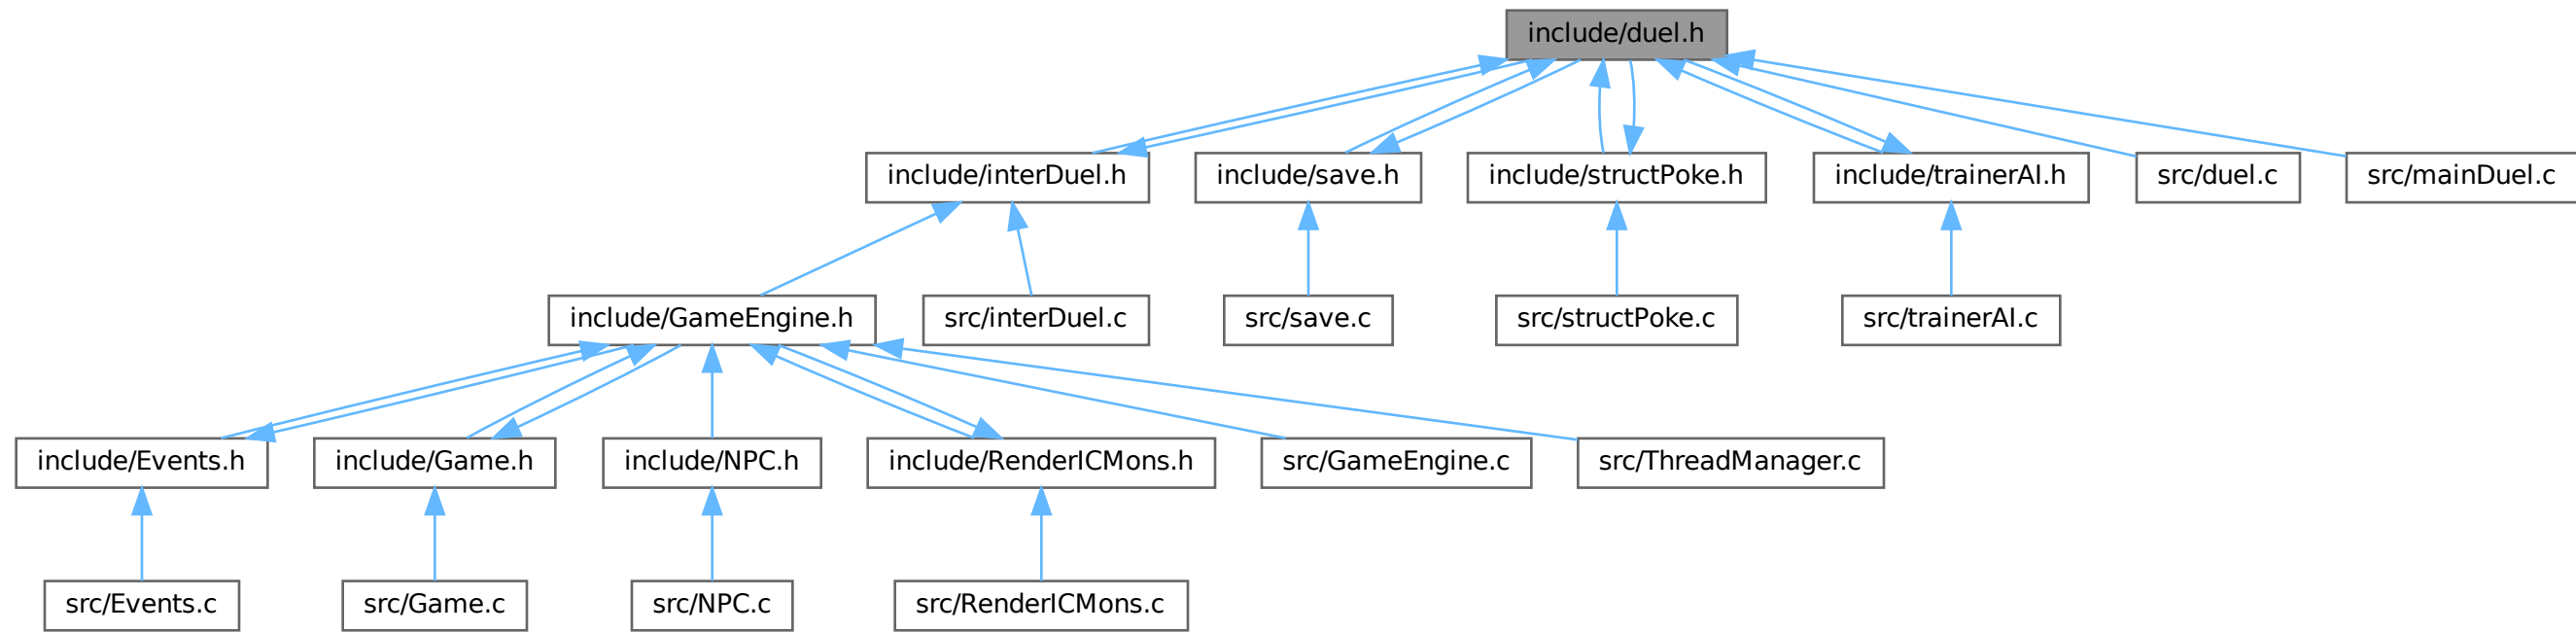 include/duel.h
include/interDuel.h
include/save.h
include/structPoke.h
include/trainerAI.h
src/duel.c
src/mainDuel.c
include/GameEngine.h
src/interDuel.c
src/save.c
src/structPoke.c
src/trainerAI.c
include/Events.h
include/Game.h
include/NPC.h
include/RenderICMons.h
src/GameEngine.c
src/ThreadManager.c
src/Events.c
src/Game.c
src/NPC.c
src/RenderICMons.c